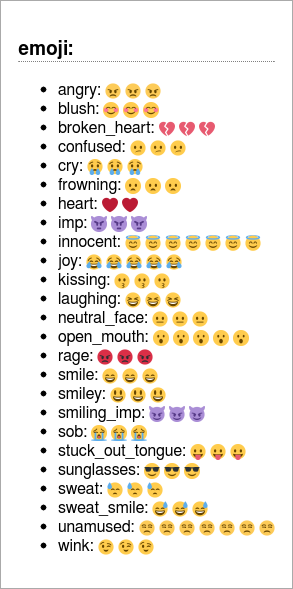 emoji:
angry: 😠 😠 😠
blush: 😊 😊 😊
broken_heart: 💔 💔 💔
confused: 😕 😕 😕
cry: 😢 😢 😢
frowning: 😦 😦 😦
heart: ❤️ ❤️
imp: 👿 👿 👿
innocent: 😇 😇 😇 😇 😇 😇 😇
joy: 😂 😂 😂 😂 😂
kissing: 😗 😗 😗
laughing: 😆 😆 😆
neutral_face: 😐 😐 😐
open_mouth: 😮 😮 😮 😮 😮
rage: 😡 😡 😡
smile: 😄 😄 😄
smiley: 😃 😃 😃
smiling_imp: 😈 😈 😈
sob: 😭 😭 😭
stuck_out_tongue: 😛 😛 😛
sunglasses: 😎 😎 😎
sweat: 😓 😓 😓
sweat_smile: 😅 😅 😅
unamused: 😒 😒 😒 😒 😒 😒 😒
wink: 😉 😉 😉